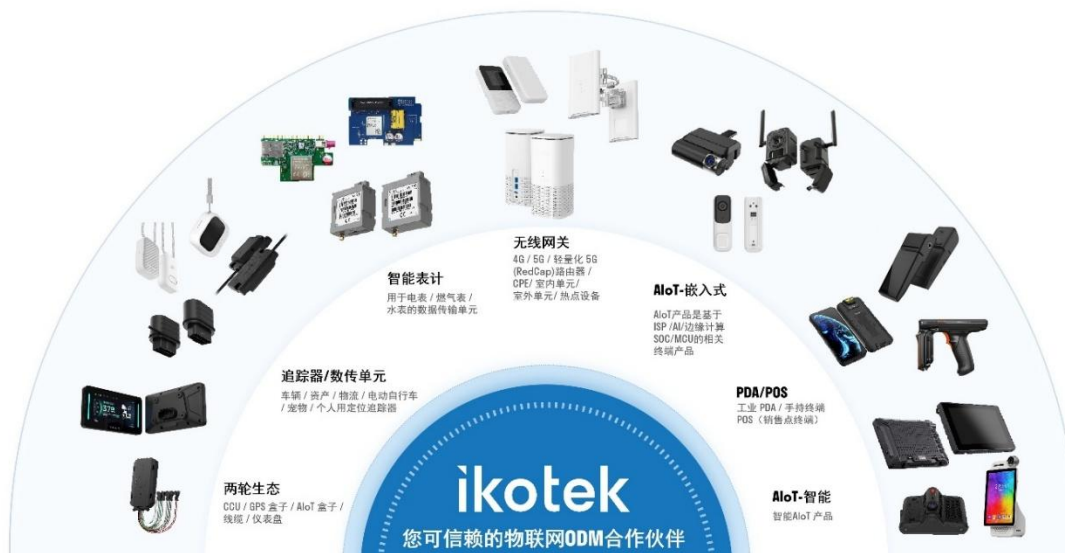 无线网关
4G / 5G / 轻量化 5G
(RedCap)路由器 /
CPE/ 室内单元/
室外单元 / 热点设备
智能表计
用于电表 / 燃气表 /
水表的数据传输单元
AIoT-嵌入式
AIoT产品是基于
ISP /AI/边缘计算
SOC/MCU的相关
终端产品
追踪器/数传单元
车辆 / 资产 / 物流 / 电动自行车
/ 宠物 / 个人用定位追踪器
PDA/POS
工业 PDA / 手持终端
POS（销售点终端）
两轮生态
CCU / GPS 盒子 / AIoT 盒子 /
线缆 / 仪表盘
AIoT-智能
智能AIoT 产品
ikotek
您可信赖的物联网ODM合作伙伴